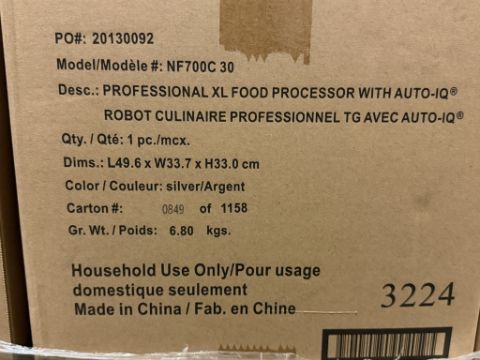 PO#: 20130092
Model/Modèle #: NF700C 30
Desc.: PROFESSIONAL XL FOOD PROCESSOR WITH AUTO-IQ®
ROBOT CULINAIRE PROFESSIONNEL TG AVEC AUTO-IQ®
Qty. / Qté: 1 pc./mcx.
Dims.: L49.6 x W33.7 x H33.0 cm
Color / Couleur: silver/Argent
Carton #: 0849 of 1158
Gr. Wt. / Poids: 6.80 kgs.
Household Use Only/Pour usage
domestique seulement
Made in China / Fab. en Chine
3224